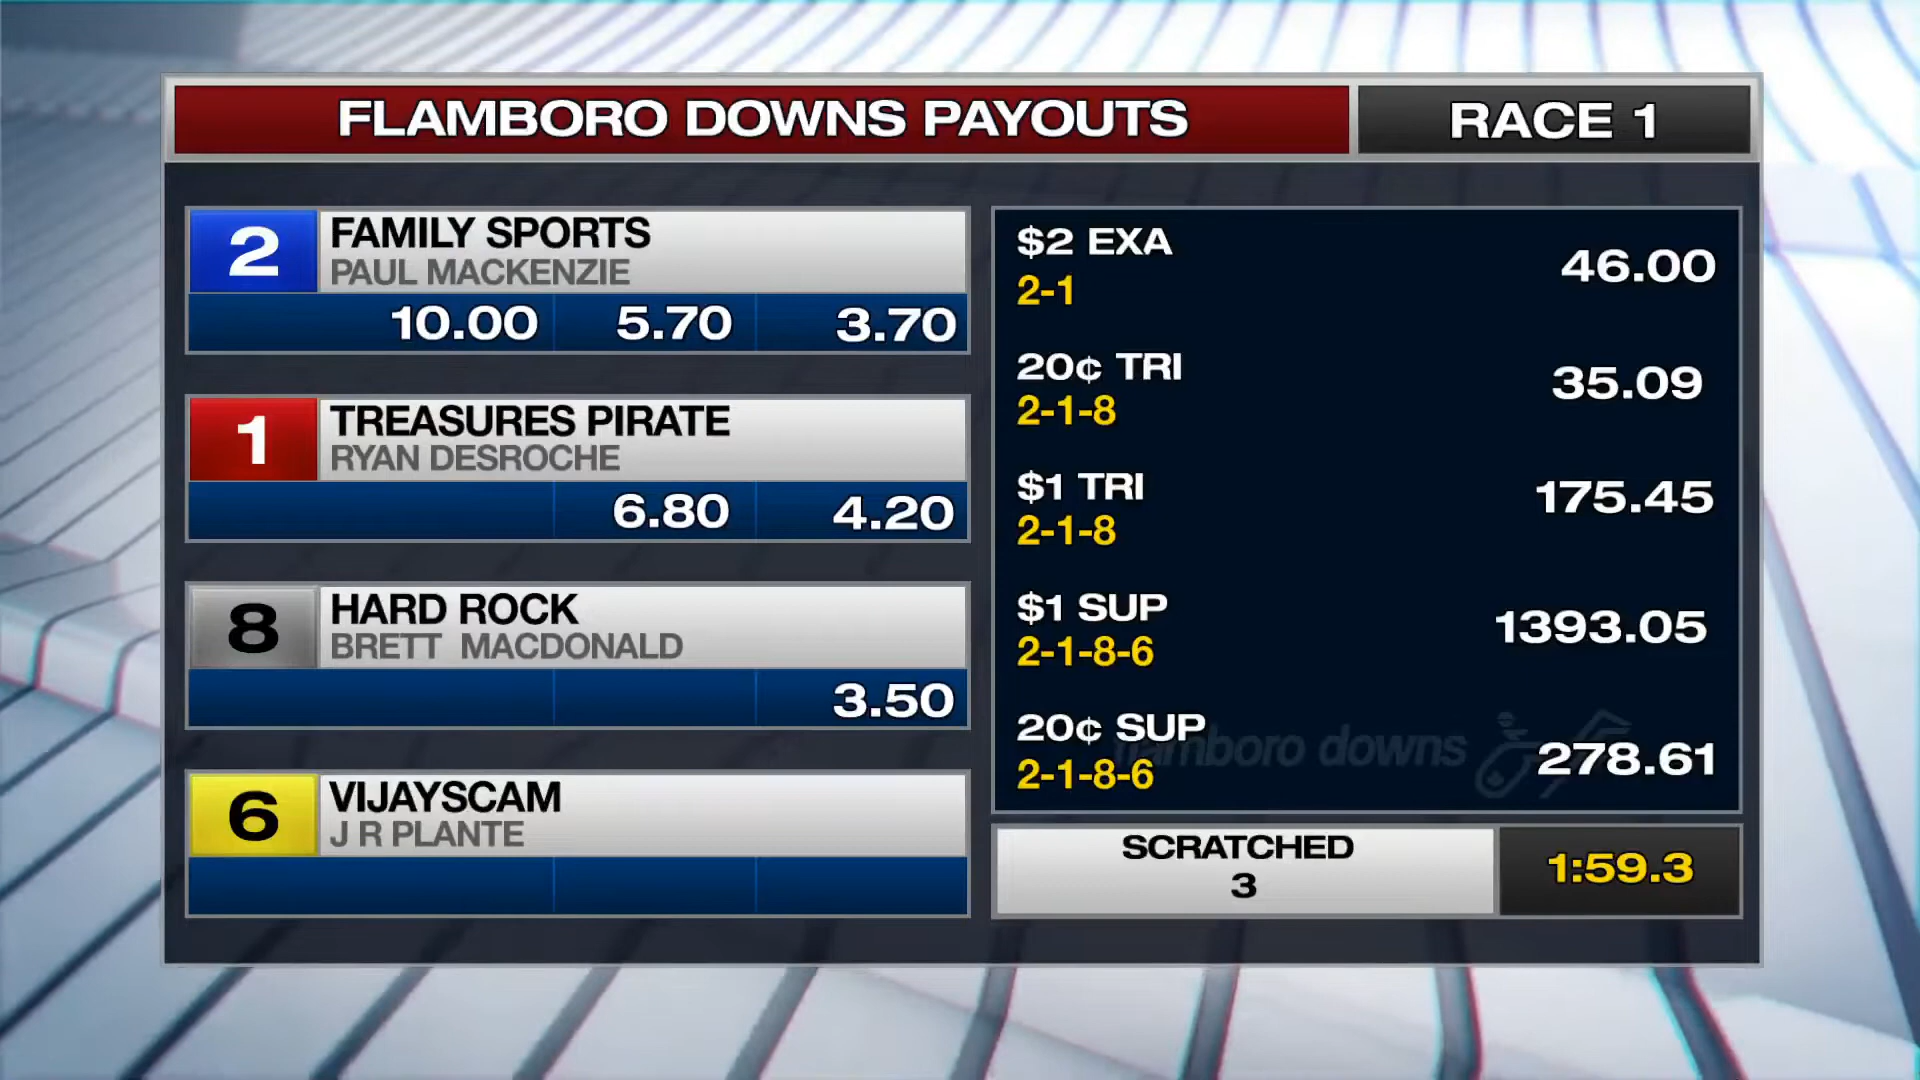 FLAMBORO DOWNS PAYOUTS
RACE 1
2
FAMILY SPORTS
PAUL MACKENZIE
10.00 5.70 3.70
1
TREASURES PIRATE
RYAN DESROCHE
6.80 4.20
8
HARD ROCK
BRETT MACDONALD
3.50
6
VIJAYSCAM
J R PLANTE
$2 EXA
2-1
46.00
20¢ TRI
2-1-8
35.09
$1 TRI
2-1-8
175.45
$1 SUP
2-1-8-6
1393.05
20¢ SUP
2-1-8-6
278.61
flamboro downs
SCRATCHED
3
1:59.3